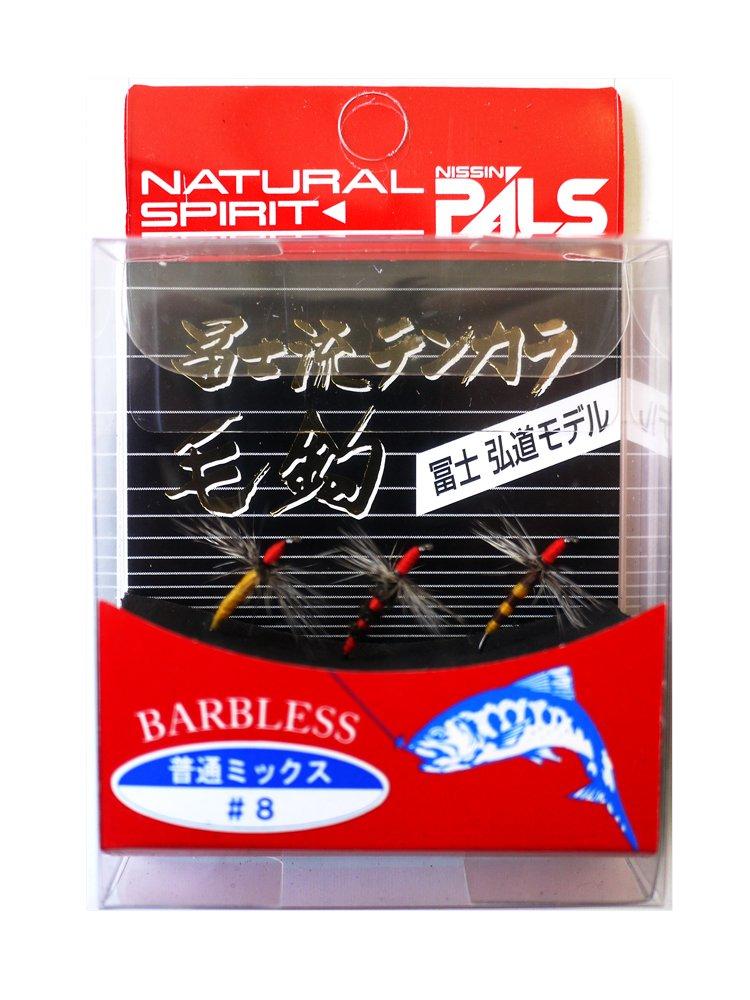 NATURAL
SPIRIT
NISSIN
PALS
冨士流テンカラ
毛鈎
冨士 弘道モデル
BARBLESS
普通ミックス
#8